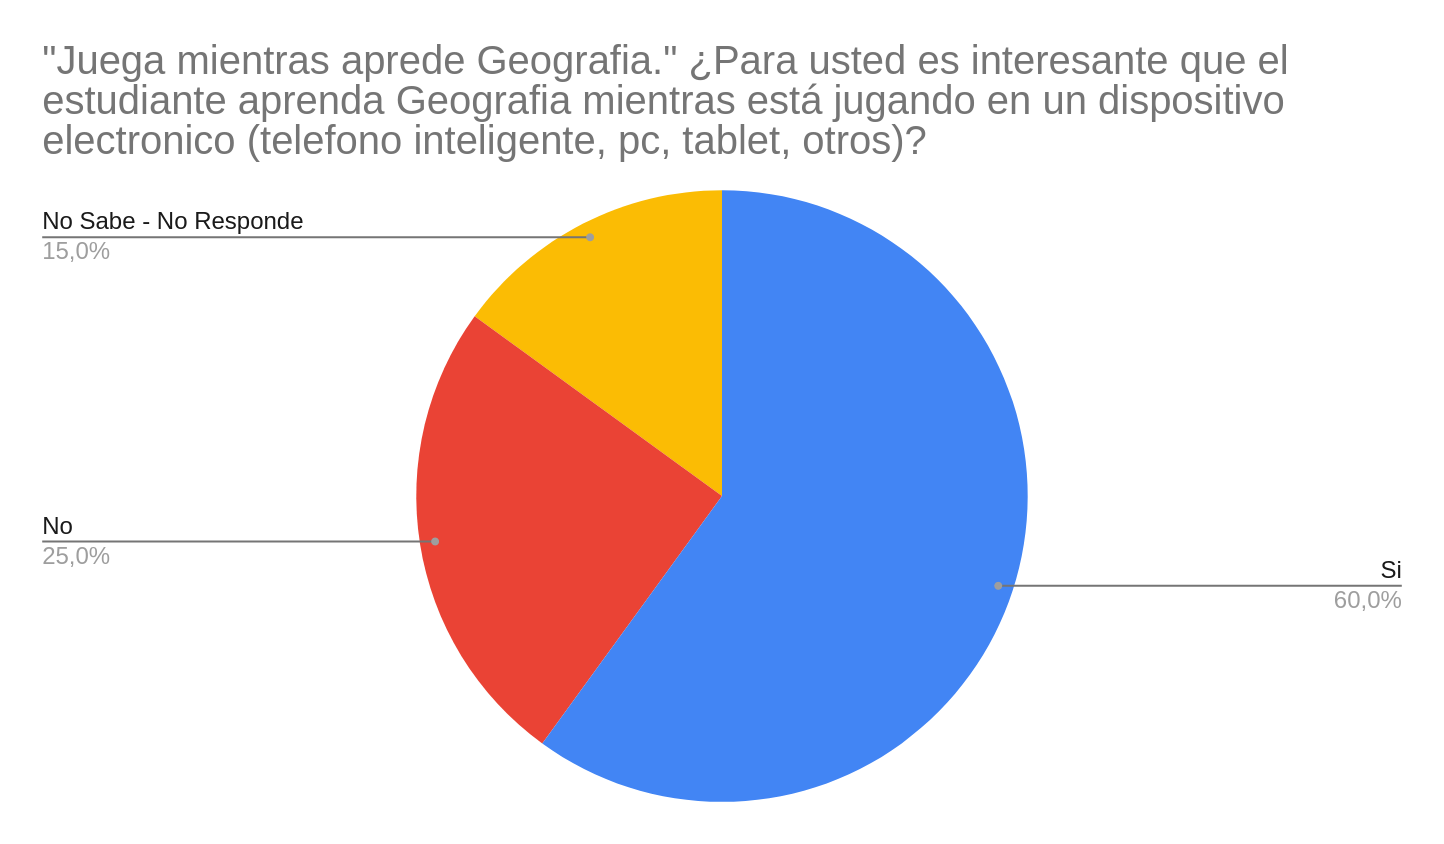 "Juega mientras aprede Geografia." ¿Para usted es interesante que el
estudiante aprenda Geografia mientras está jugando en un dispositivo
electronico (telefono inteligente, pc, tablet, otros)?
No Sabe - No Responde
15,0%
No
25,0%
Si
60,0%